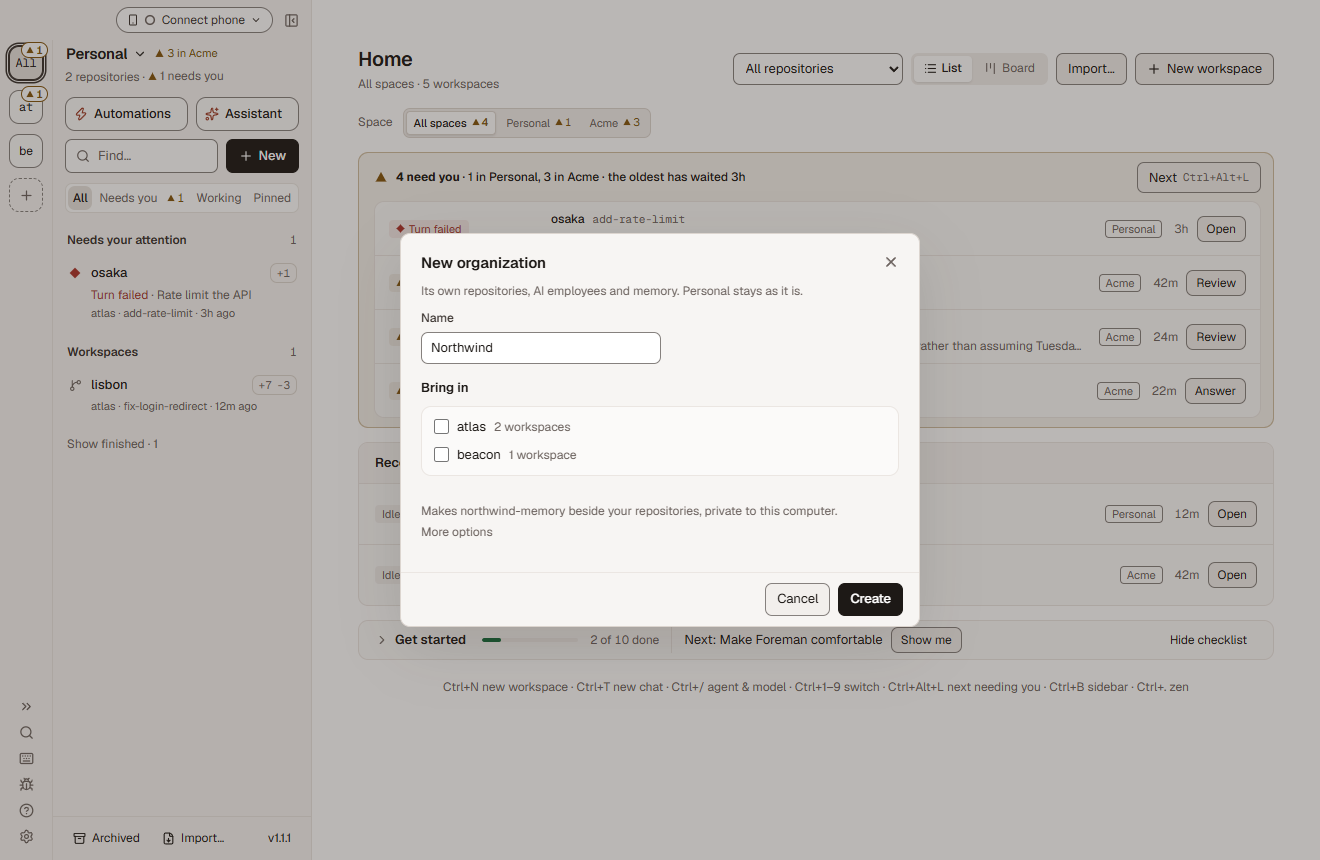 Connect phone
1
All
1
at
be
Personal 3 in Acme
2 repositories · 1 needs you
Automations Assistant
Find... New
All Needs you 1 Working Pinned
Needs your attention 1
osaka +1
Turn failed · Rate limit the API
atlas · add-rate-limit · 3h ago
Workspaces 1
lisbon +7 -3
atlas · fix-login-redirect · 12m ago
Show finished · 1
Archived Import... v1.1.1
Home
All spaces · 5 workspaces
All repositories List Board Import... New workspace
Space All spaces 4 Personal 1 Acme 3
4 need you · 1 in Personal, 3 in Acme · the oldest has waited 3h Next Ctrl+Alt+L
osaka add-rate-limit
Turn failed Personal 3h Open
Acme 42m Review
Acme 24m Review
rather than assuming Tuesda...
Acme 22m Answer
New organization
Its own repositories, AI employees and memory. Personal stays as it is.
Name
Northwind
Bring in
atlas 2 workspaces
beacon 1 workspace
Makes northwind-memory beside your repositories, private to this computer.
More options
Cancel Create
Idle Personal 12m Open
Idle Acme 42m Open
Get started 2 of 10 done Next: Make Foreman comfortable Show me Hide checklist
Ctrl+N new workspace · Ctrl+T new chat · Ctrl+/ agent & model · Ctrl+1–9 switch · Ctrl+Alt+L next needing you · Ctrl+B sidebar · Ctrl+. zen